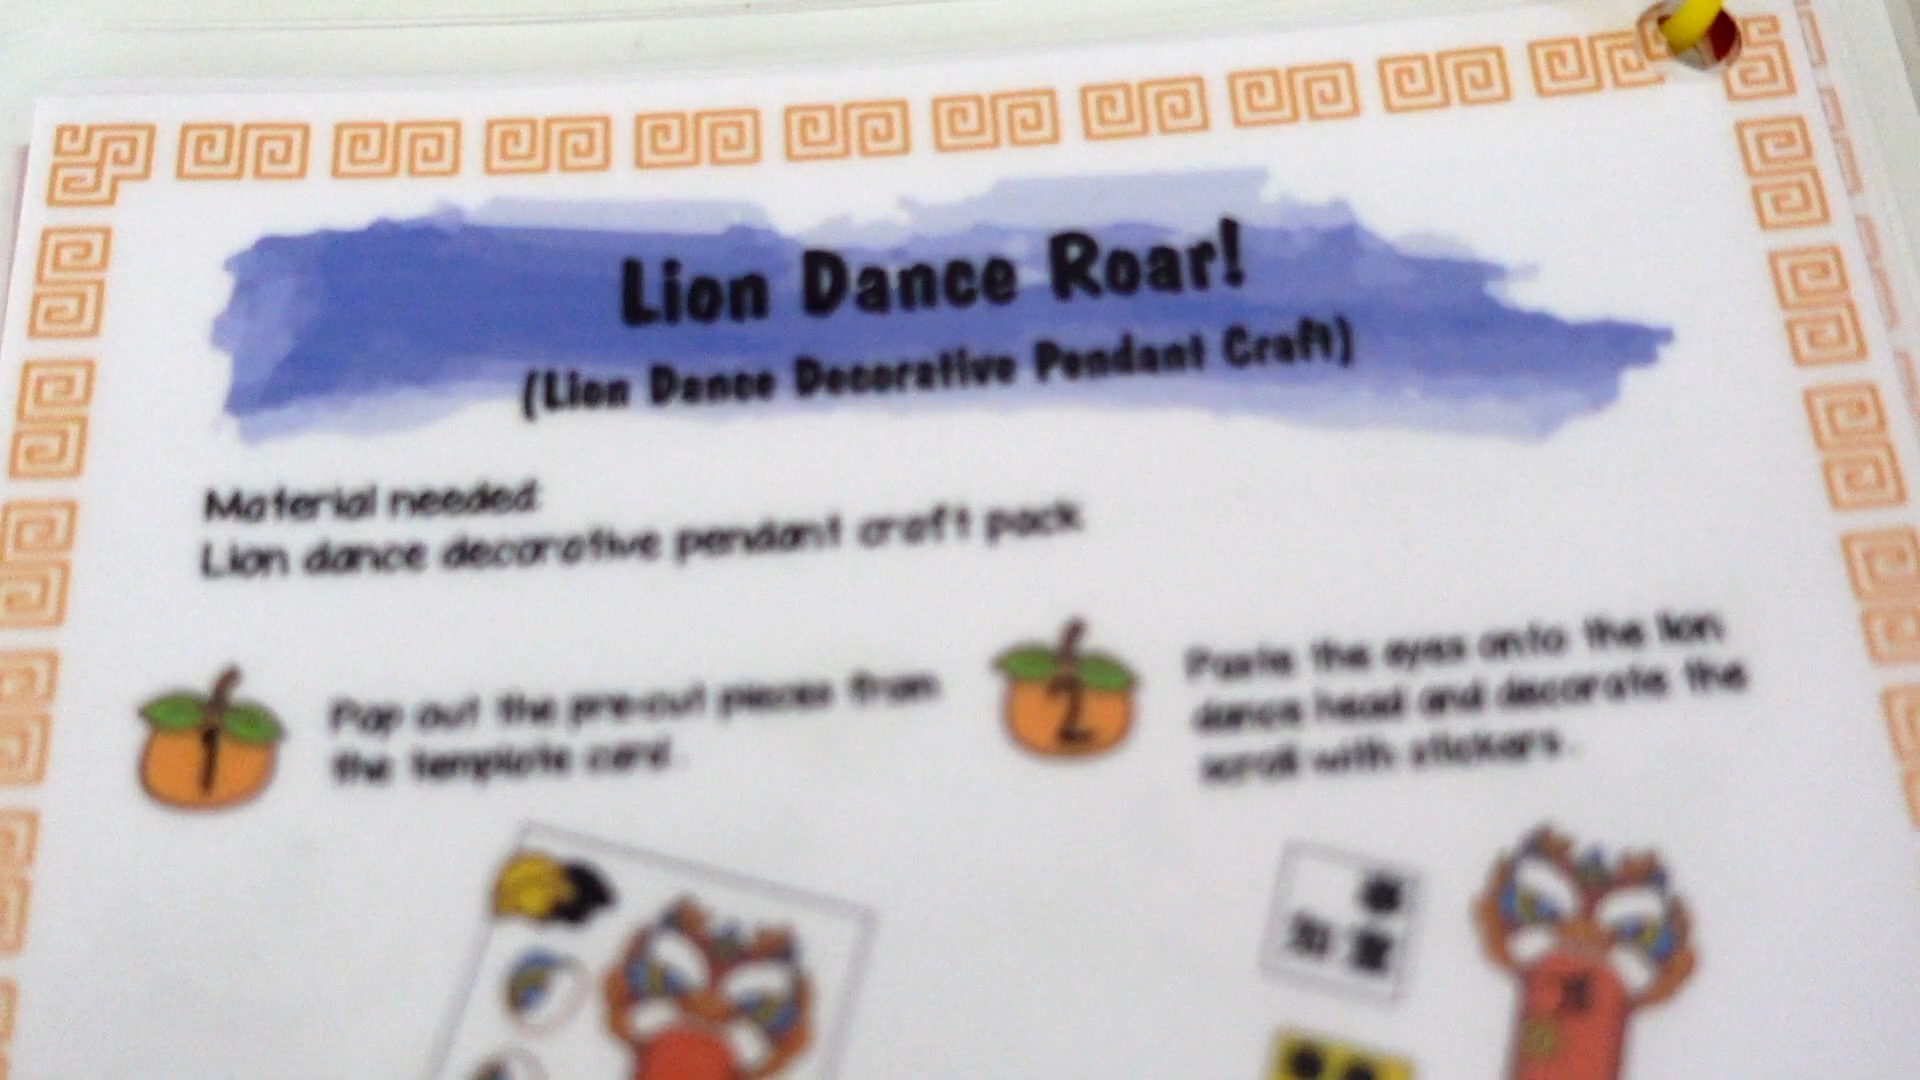 Lion Dance Roar!
(Lion Dance Decorative Pendant Craft)
Material needed:
Lion dance decorative pendant craft pack
1
Pop out the pre-cut pieces from
the template card.
2
Paste the eyes onto the lion
dance head and decorate the
scroll with stickers.